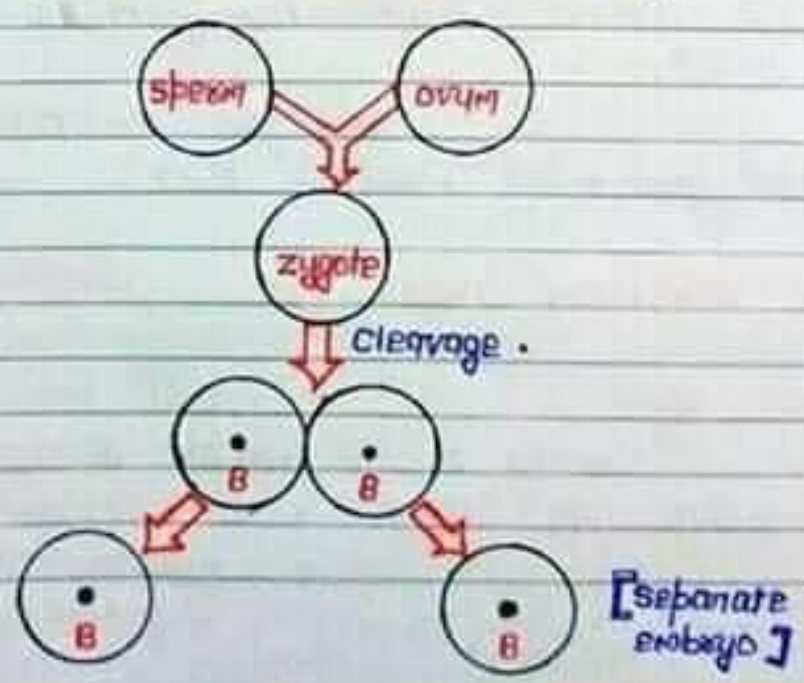 sperm
ovum
zygote
cleavage .
B
B
B
B
[separate
embryo]